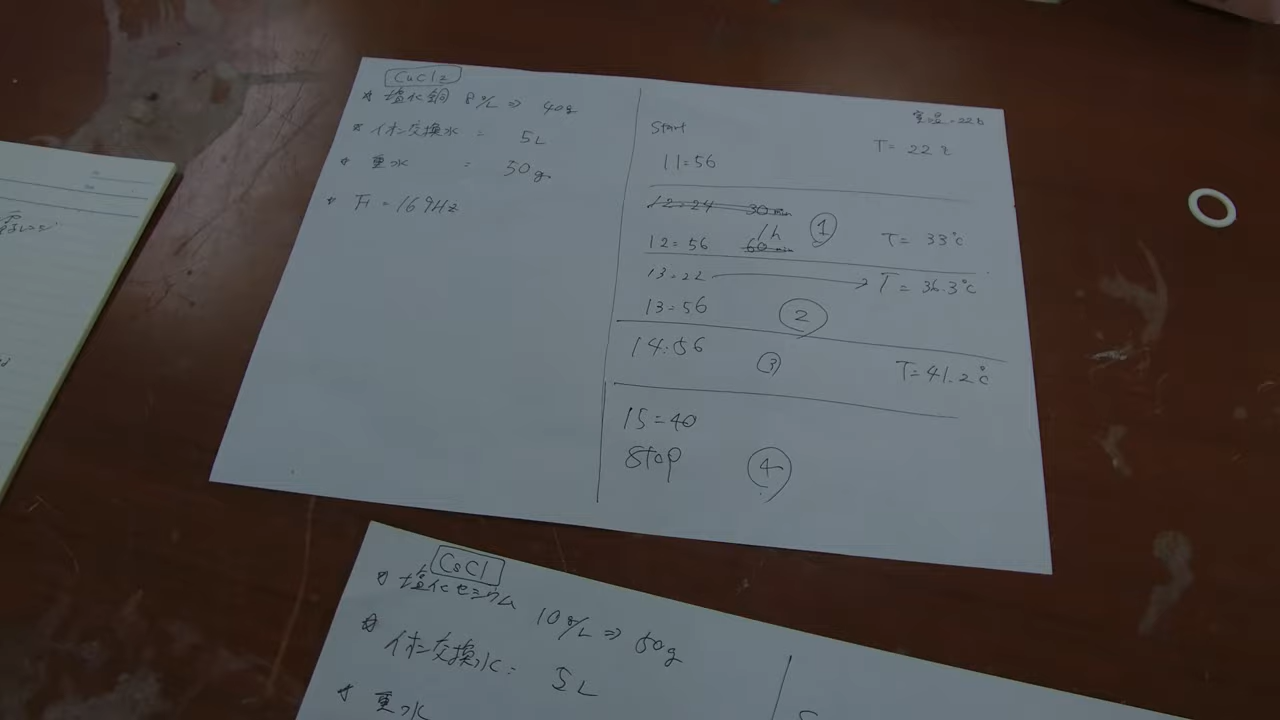 CuCl2
* 塩化銅 8g/L ⇒ 40g
* イオン交換水 = 5L
* 重水 = 50g
* F1 = 169Hz
室温=22℃
Start T = 22℃
11=56
12=24 30min
1h
12=56 60min ① T = 33℃
13=22 → T = 36.3℃
13=56 ②
14:56 ③ T=41.2℃
15=40
Stop ④
CsCl
* 塩化セシウム 10g/L ⇒ 50g
* イオン交換水: 5L
* 重水